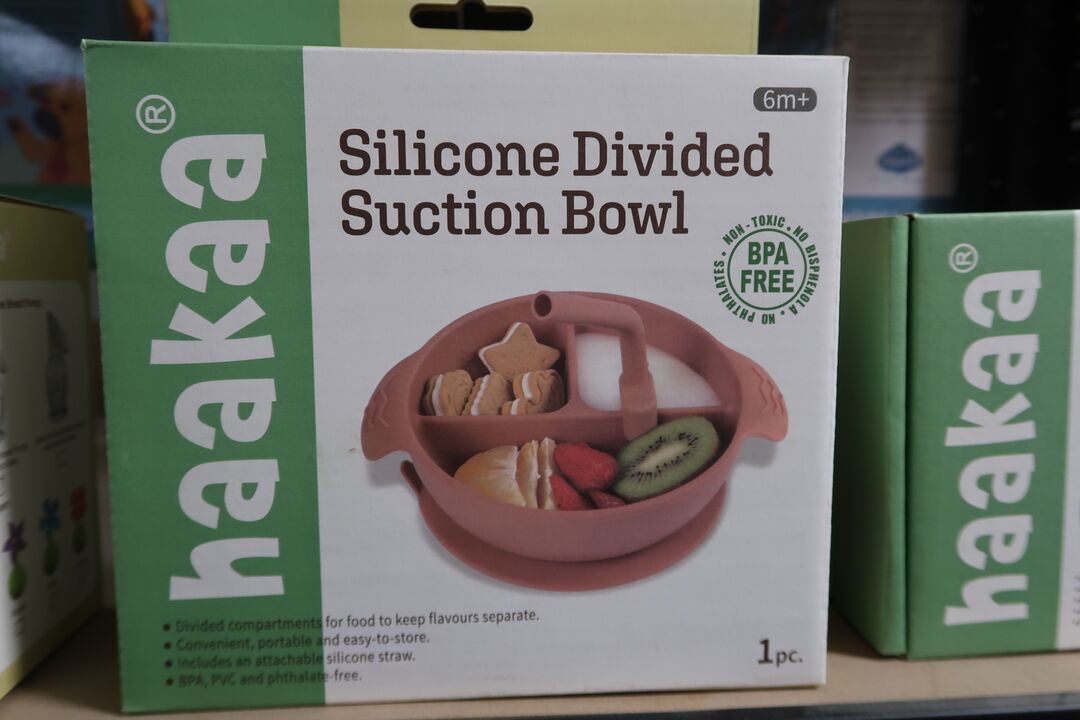 haakaa®
6m+
Silicone Divided
Suction Bowl
NON-TOXIC • NO BISPHENOL A • NO PHTHALATES •
BPA
FREE
• Divided compartments for food to keep flavours separate.
• Convenient, portable and easy-to-store.
• Includes an attachable silicone straw.
• BPA, PVC and phthalate-free.
1pc.
haakaa®